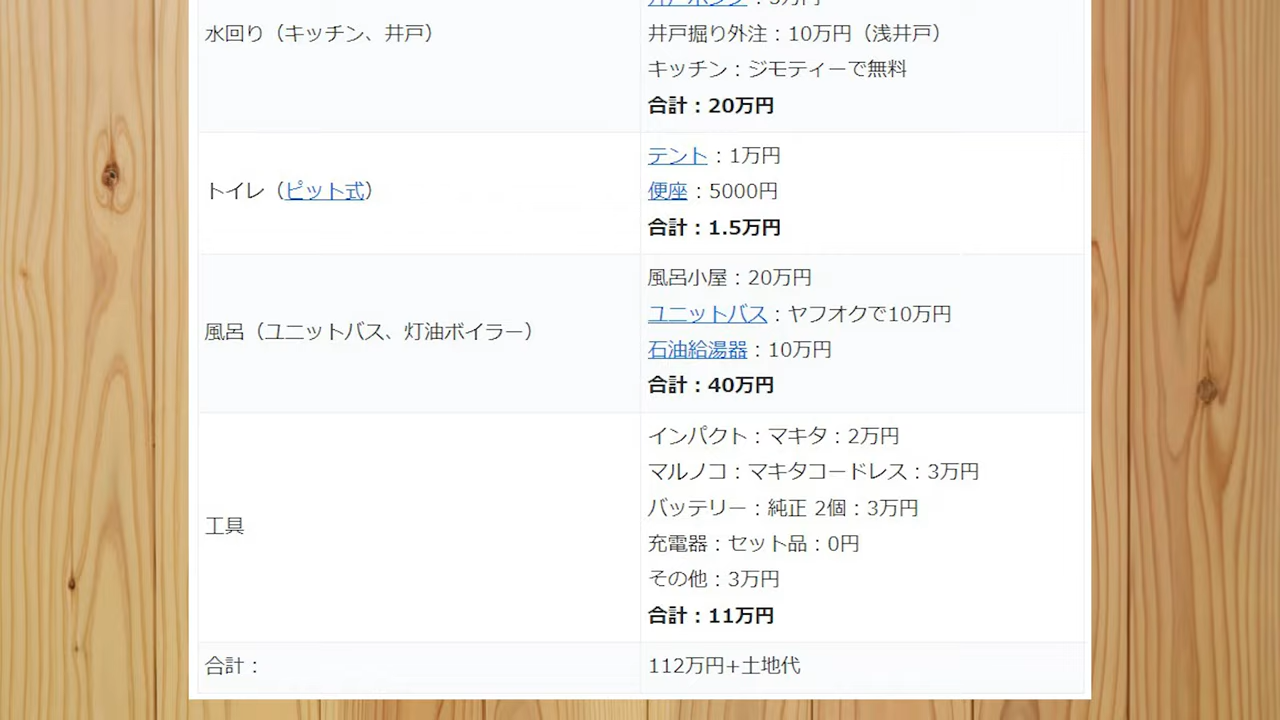 水回り（キッチン、井戸）
井戸掘り外注：10万円（浅井戸）
キッチン：ジモティーで無料
合計：20万円
トイレ（ピット式）
テント：1万円
便座：5000円
合計：1.5万円
風呂（ユニットバス、灯油ボイラー）
風呂小屋：20万円
ユニットバス：ヤフオクで10万円
石油給湯器：10万円
合計：40万円
工具
インパクト：マキタ：2万円
マルノコ：マキタコードレス：3万円
バッテリー：純正 2個：3万円
充電器：セット品：0円
その他：3万円
合計：11万円
合計：
112万円+土地代